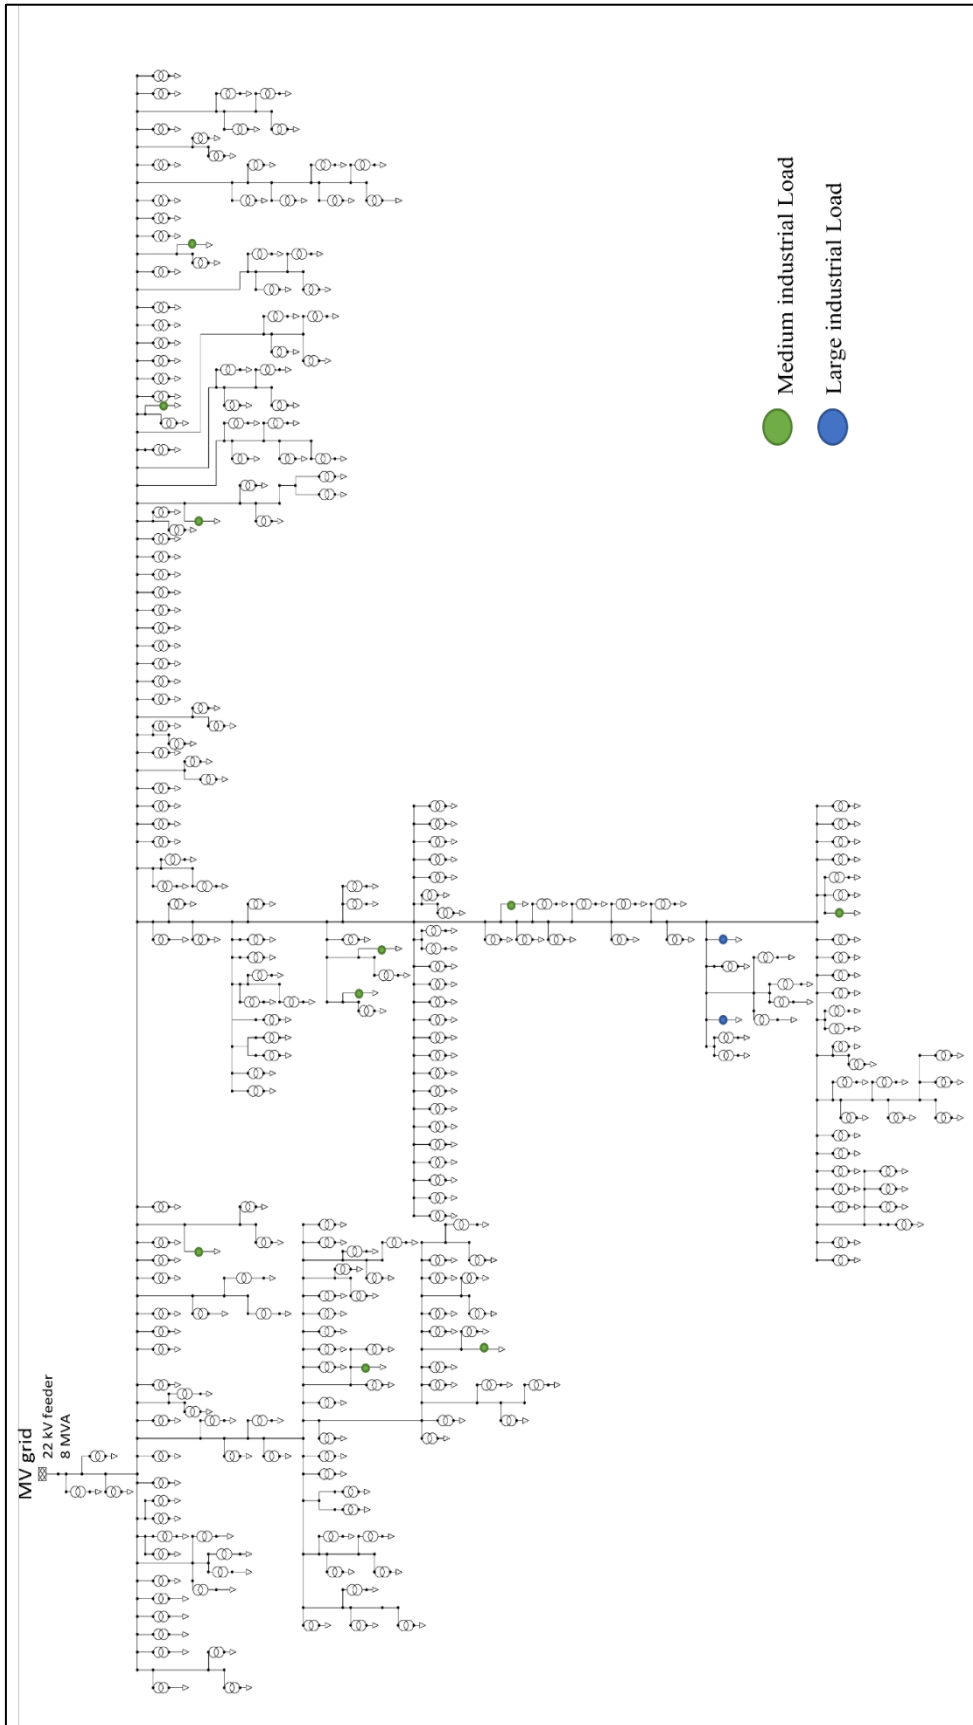 MV grid
22 kV feeder
8 MVA
Medium industrial Load
Large industrial Load